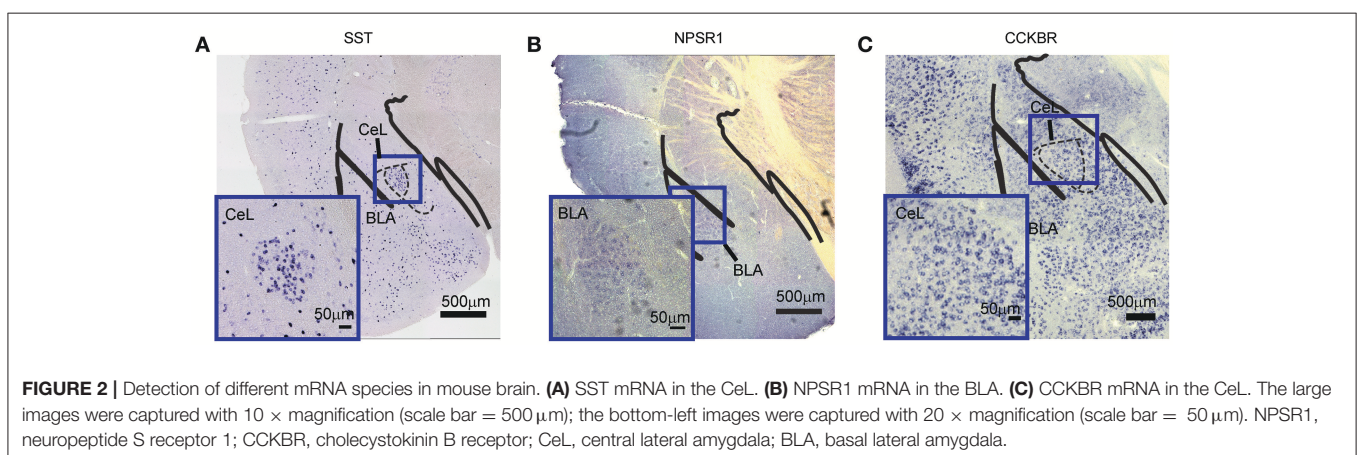 A
SST
CeL
BLA
CeL
50μm
500μm
B
NPSR1
BLA
BLA
50μm
500μm
C
CCKBR
CeL
CeL
BLA
50μm
500μm
FIGURE 2 | Detection of different mRNA species in mouse brain. (A) SST mRNA in the CeL. (B) NPSR1 mRNA in the BLA. (C) CCKBR mRNA in the CeL. The large
images were captured with 10 × magnification (scale bar = 500 μm); the bottom-left images were captured with 20 × magnification (scale bar = 50 μm). NPSR1,
neuropeptide S receptor 1; CCKBR, cholecystokinin B receptor; CeL, central lateral amygdala; BLA, basal lateral amygdala.